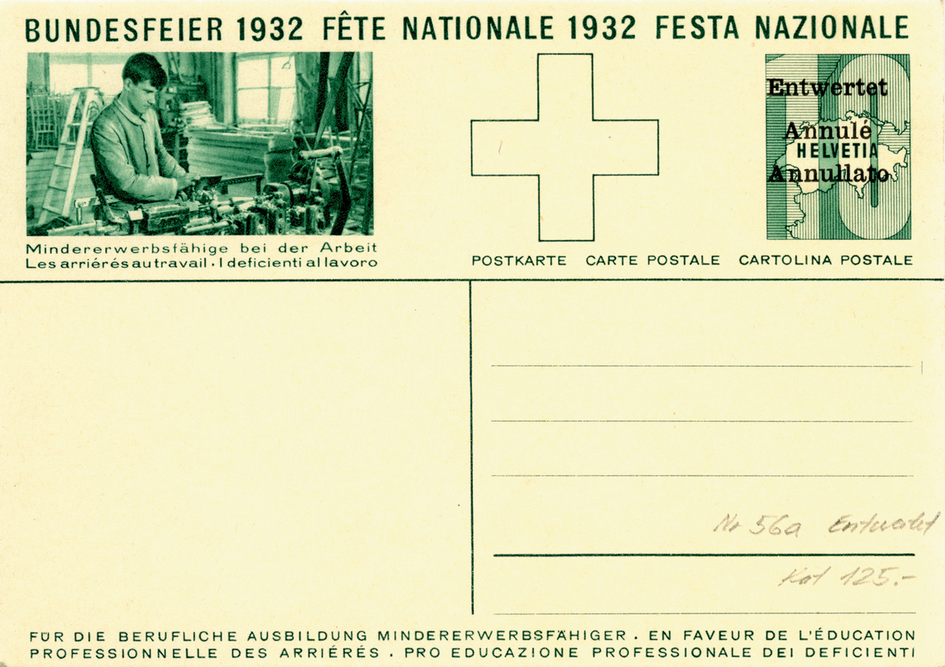 BUNDESFEIER 1932 FÊTE NATIONALE 1932 FESTA NAZIONALE
Entwertet
Annulé
HELVETIA
Annullato
10
Mindererwerbsfähige bei der Arbeit
Les arriérés au travail · I deficienti al lavoro
POSTKARTE CARTE POSTALE CARTOLINA POSTALE
Nr 56a Entwertet
Kat 125.-
FÜR DIE BERUFLICHE AUSBILDUNG MINDERERWERBSFÄHIGER · EN FAVEUR DE L'ÉDUCATION
PROFESSIONNELLE DES ARRIÉRÉS · PRO EDUCAZIONE PROFESSIONALE DEI DEFICIENTI